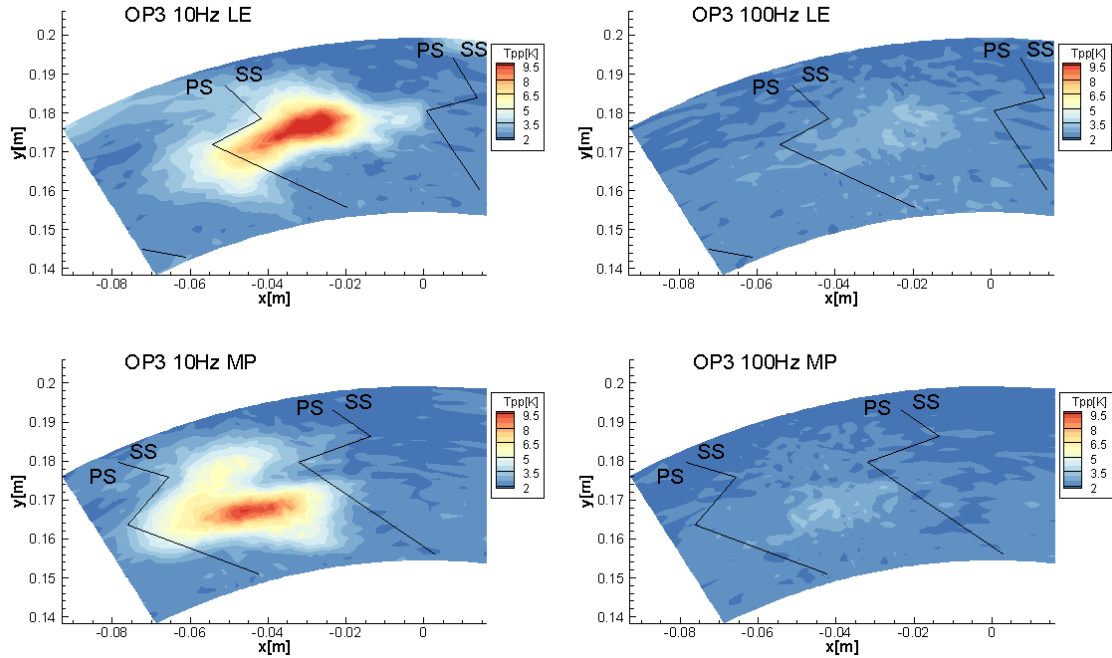 OP3 10Hz LE
0.2
0.19
0.18
0.17
0.16
0.15
0.14
y[m]
PS SS
PS SS
Tpp[K]
9.5
8
6.5
5
3.5
2
-0.08 -0.06 -0.04 -0.02 0
x[m]
OP3 100Hz LE
0.2
0.19
0.18
0.17
0.16
0.15
0.14
y[m]
PS SS
PS SS
Tpp[K]
9.5
8
6.5
5
3.5
2
-0.08 -0.06 -0.04 -0.02 0
x[m]
OP3 10Hz MP
0.2
0.19
0.18
0.17
0.16
0.15
0.14
y[m]
PS SS
PS SS
Tpp[K]
9.5
8
6.5
5
3.5
2
-0.08 -0.06 -0.04 -0.02 0
x[m]
OP3 100Hz MP
0.2
0.19
0.18
0.17
0.16
0.15
0.14
y[m]
PS SS
PS SS
Tpp[K]
9.5
8
6.5
5
3.5
2
-0.08 -0.06 -0.04 -0.02 0
x[m]